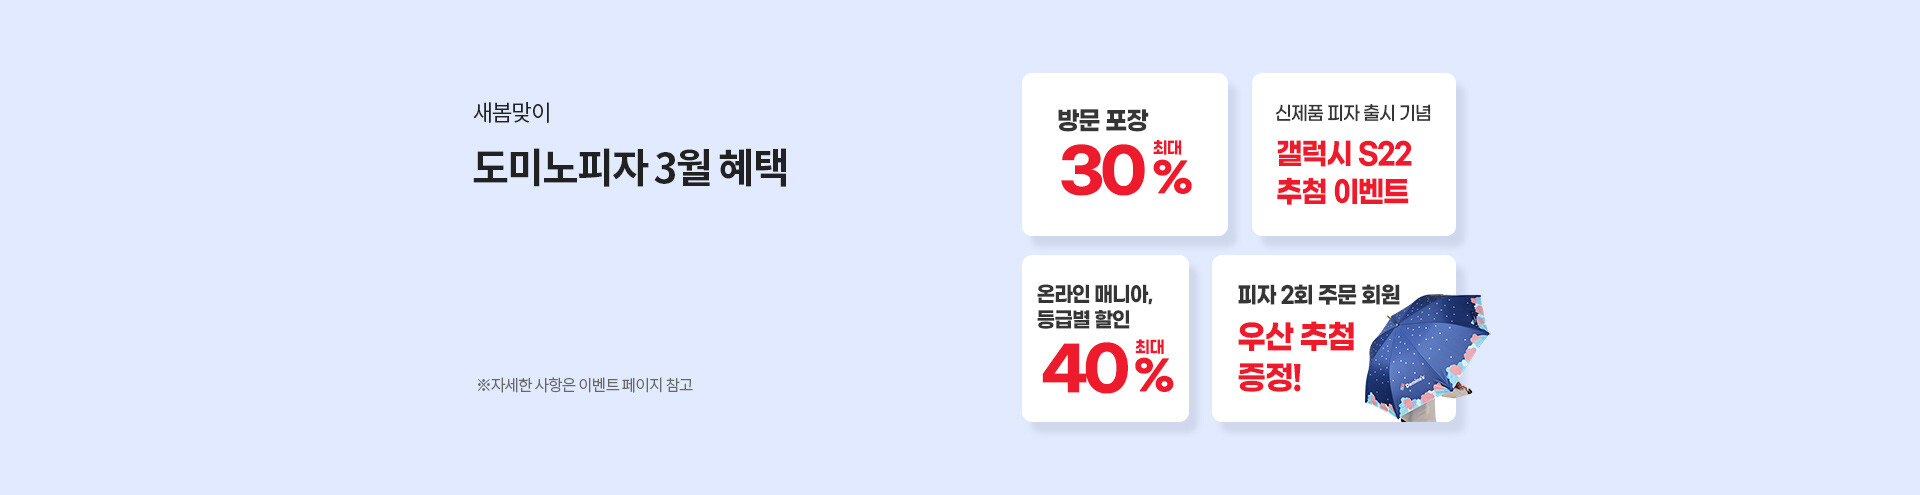 새봄맞이
도미노피자 3월 혜택
※자세한 사항은 이벤트 페이지 참고
방문 포장
최대
30%
신제품 피자 출시 기념
갤럭시 S22
추첨 이벤트
온라인 매니아,
등급별 할인
최대
40%
피자 2회 주문 회원
우산 추첨
증정!
Domino's